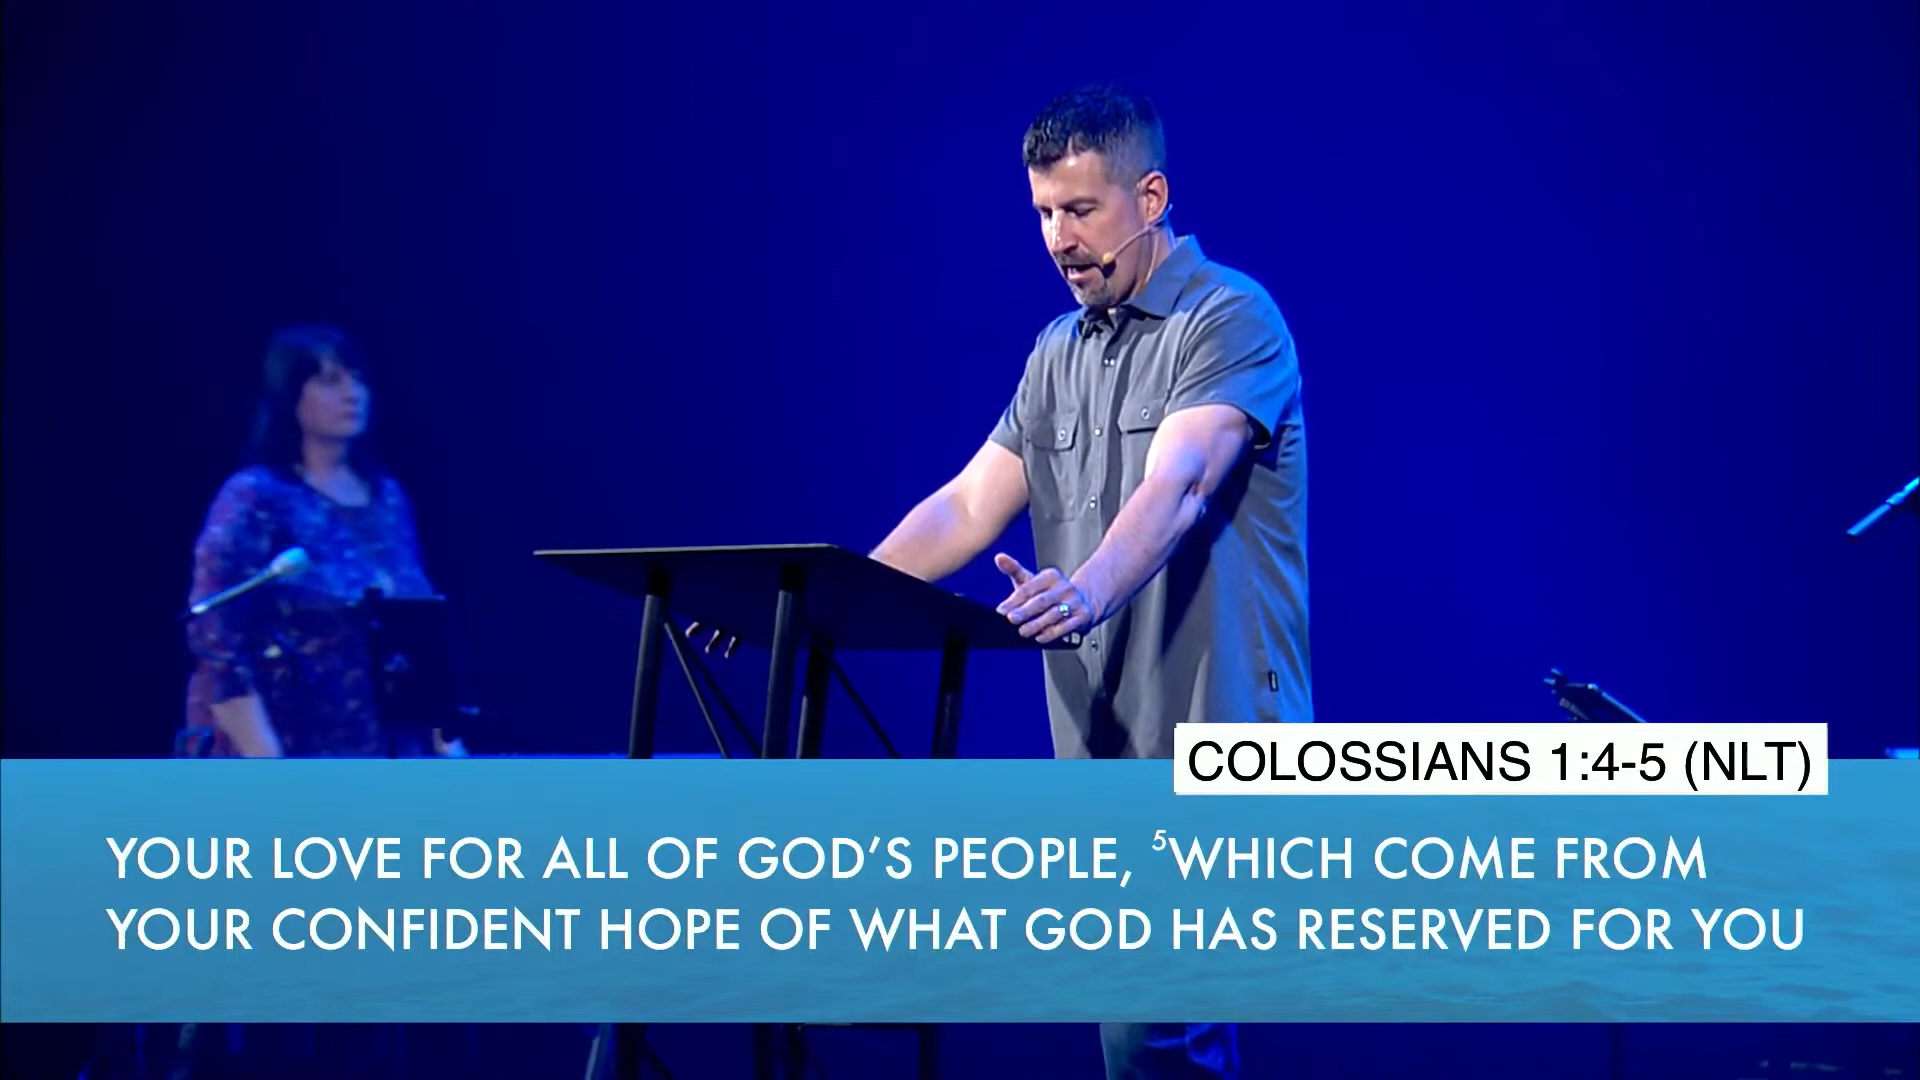 COLOSSIANS 1:4-5 (NLT)
YOUR LOVE FOR ALL OF GOD’S PEOPLE, ⁵WHICH COME FROM
YOUR CONFIDENT HOPE OF WHAT GOD HAS RESERVED FOR YOU